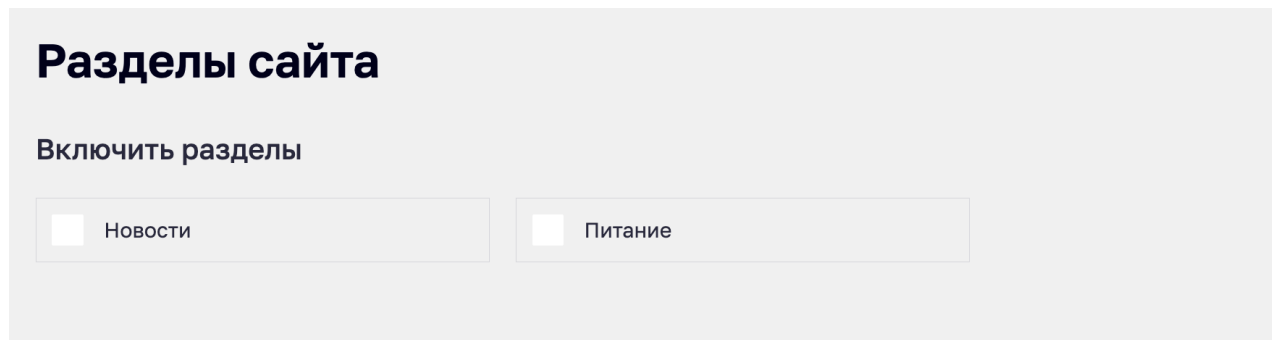 Разделы сайта
Включить разделы
Новости
Питание